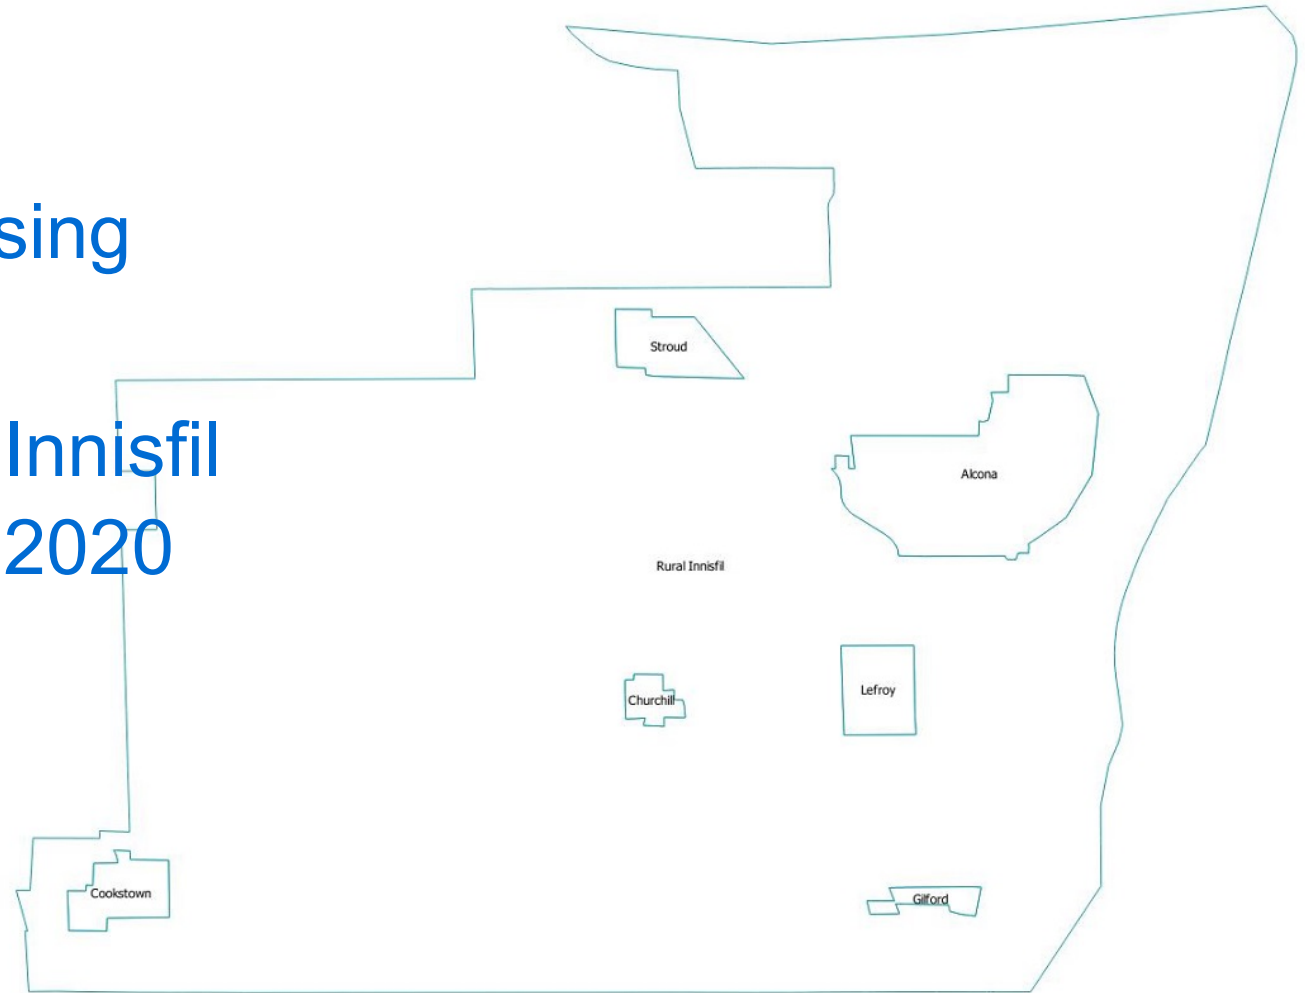 sing
Innisfil
2020
Stroud
Alcona
Rural Innisfil
Churchill
Lefroy
Cookstown
Gilford